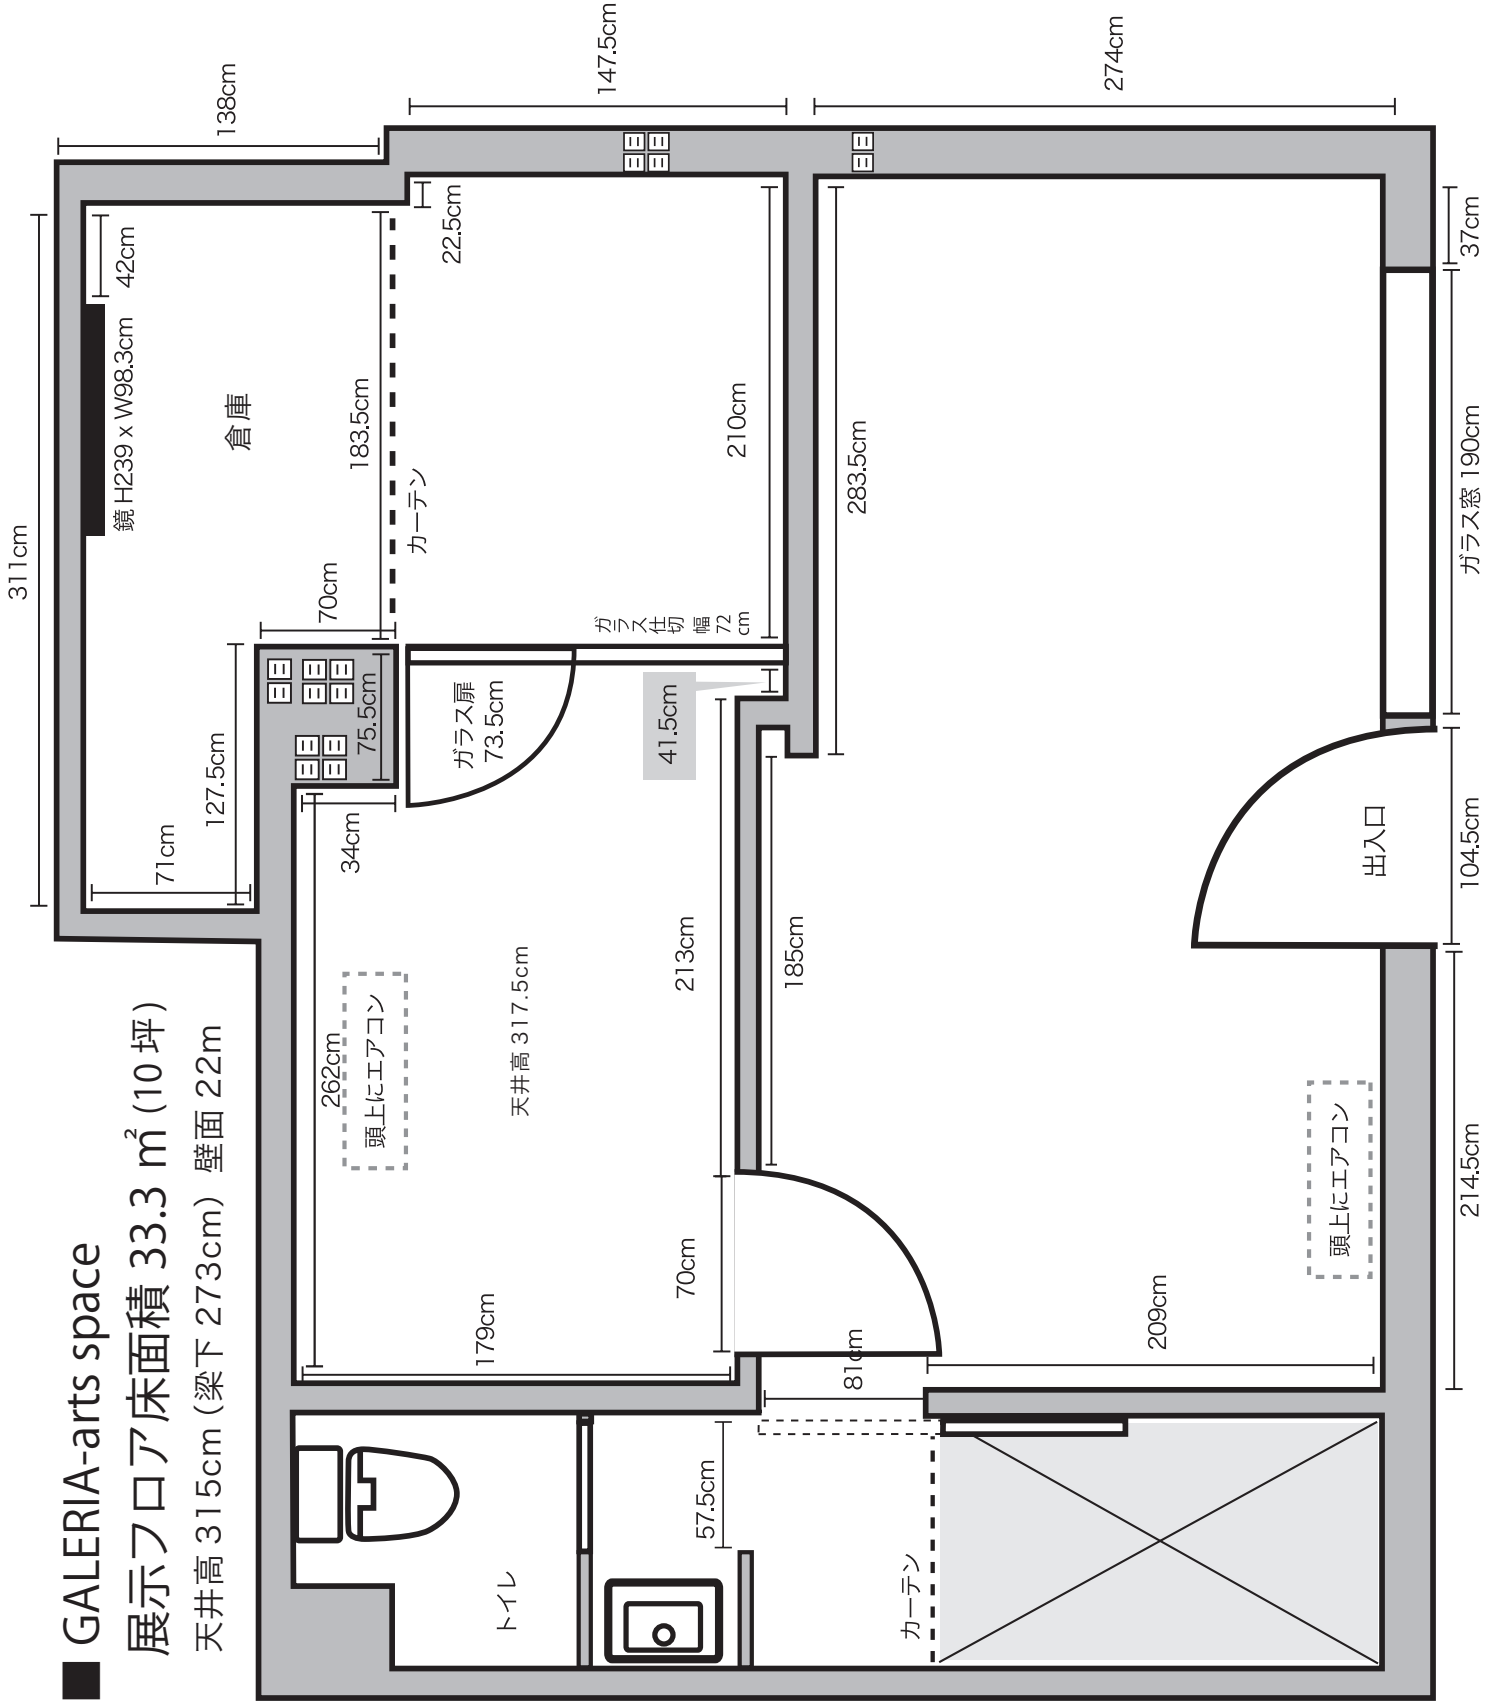 ■ GALERIA-arts space
展示フロア床面積 33.3 ㎡ (10 坪)
天井高 315cm (梁下 273cm) 壁面 22m
311cm
138cm
147.5cm
274cm
42cm
鏡 H239 x W98.3cm
倉庫
22.5cm
183.5cm
カーテン
70cm
127.5cm
71cm
75.5cm
34cm
ガラス扉
73.5cm
ガラス仕切 幅 72 cm
210cm
41.5cm
283.5cm
37cm
ガラス窓 190cm
104.5cm
出入口
214.5cm
262cm
頭上にエアコン
天井高 317.5cm
213cm
185cm
70cm
179cm
81cm
209cm
頭上にエアコン
トイレ
57.5cm
カーテン